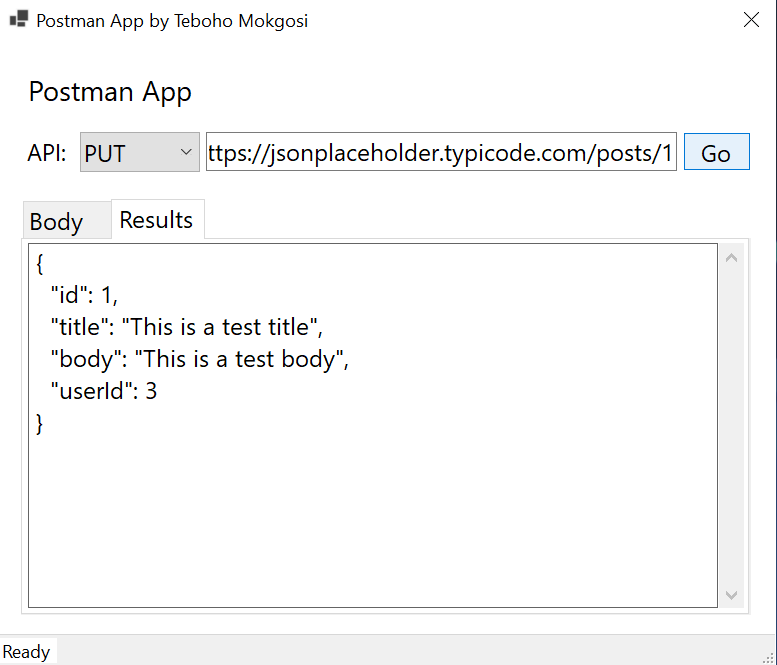 Postman App by Teboho Mokgosi
Postman App
API: PUT ttps://jsonplaceholder.typicode.com/posts/1 Go
Body Results
{
"id": 1,
"title": "This is a test title",
"body": "This is a test body",
"userId": 3
}
Ready